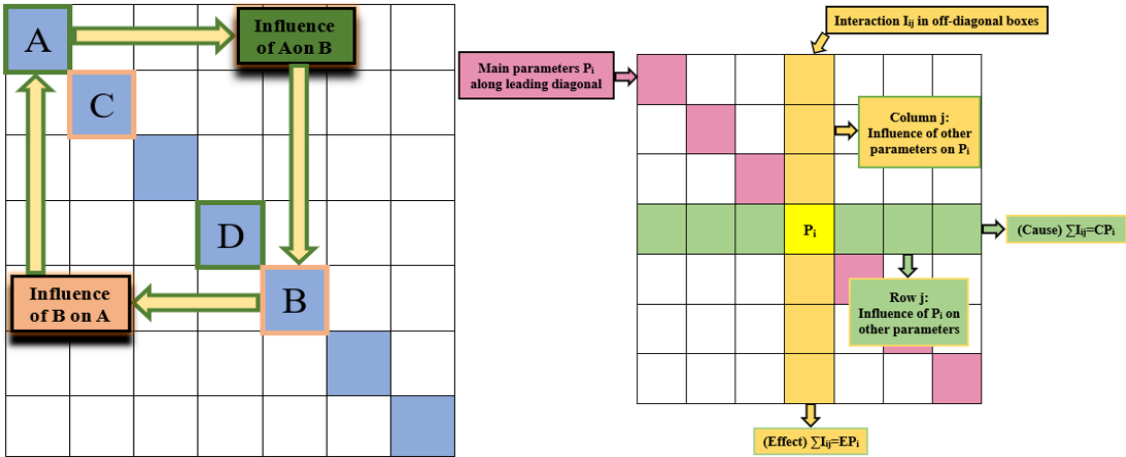 A
Influence
of Aon B
C
D
Influence
of B on A
B
Interaction Iij in off-diagonal boxes
Main parameters Pi
along leading diagonal
Column j:
Influence of other
parameters on Pi
Pi
(Cause) ∑Iij=CPi
Row j:
Influence of Pi on
other parameters
(Effect) ∑Iij=EPi